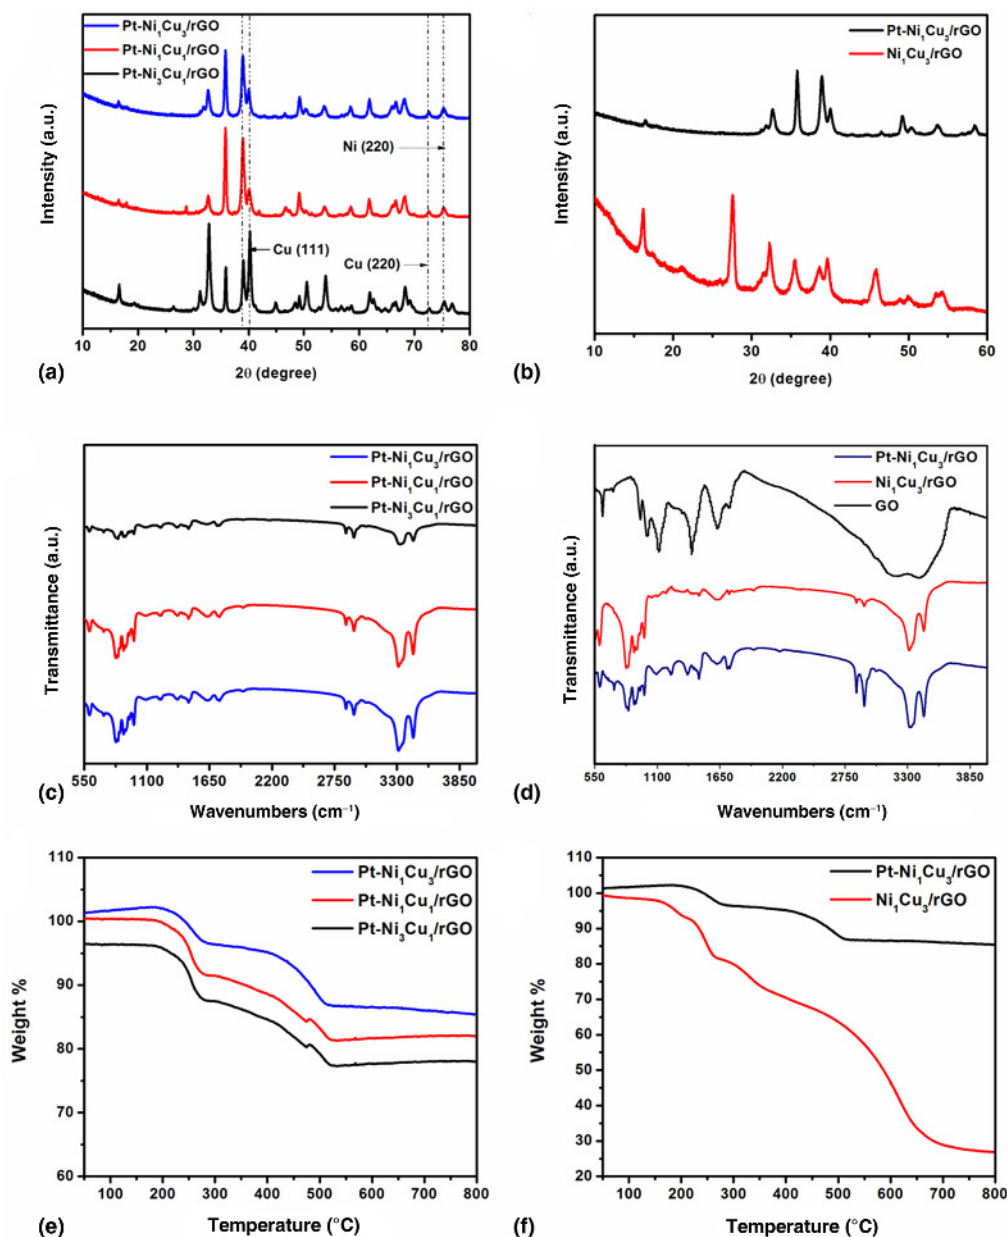 Pt-Ni₁Cu₃/rGO
Pt-Ni₁Cu₁/rGO
Pt-Ni₃Cu₁/rGO
Ni (220)
Cu (111)
Cu (220)
Intensity (a.u.)
10 20 30 40 50 60 70 80
2θ (degree)
(a)
Pt-Ni₁Cu₃/rGO
Ni₁Cu₃/rGO
Intensity (a.u.)
10 20 30 40 50 60
2θ (degree)
(b)
Pt-Ni₁Cu₃/rGO
Pt-Ni₁Cu₁/rGO
Pt-Ni₃Cu₁/rGO
Transmittance (a.u.)
550 1100 1650 2200 2750 3300 3850
Wavenumbers (cm⁻¹)
(c)
Pt-Ni₁Cu₃/rGO
Ni₁Cu₃/rGO
GO
Transmittance (a.u.)
550 1100 1650 2200 2750 3300 3850
Wavenumbers (cm⁻¹)
(d)
110
100
90
80
70
60
Weight %
Pt-Ni₁Cu₃/rGO
Pt-Ni₁Cu₁/rGO
Pt-Ni₃Cu₁/rGO
100 200 300 400 500 600 700 800
Temperature (°C)
(e)
110
100
90
80
70
60
50
40
30
20
Weight %
Pt-Ni₁Cu₃/rGO
Ni₁Cu₃/rGO
100 200 300 400 500 600 700 800
Temperature (°C)
(f)